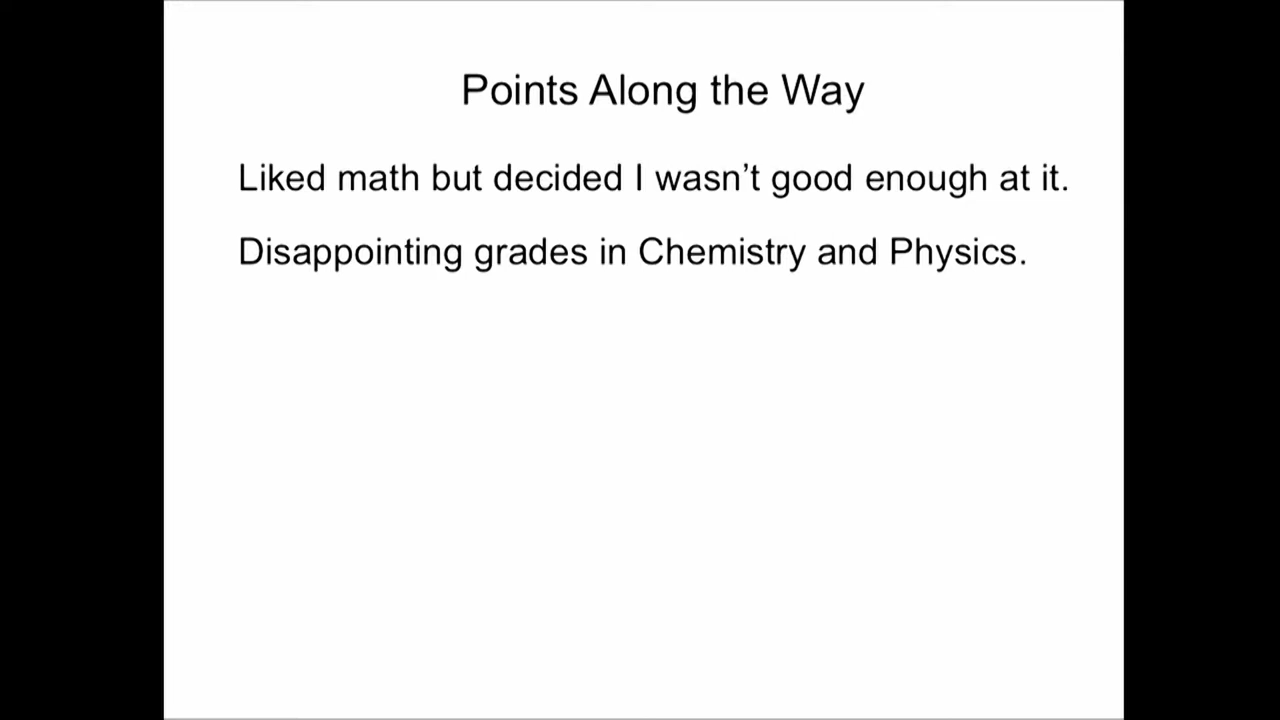 Points Along the Way
Liked math but decided I wasn’t good enough at it.
Disappointing grades in Chemistry and Physics.